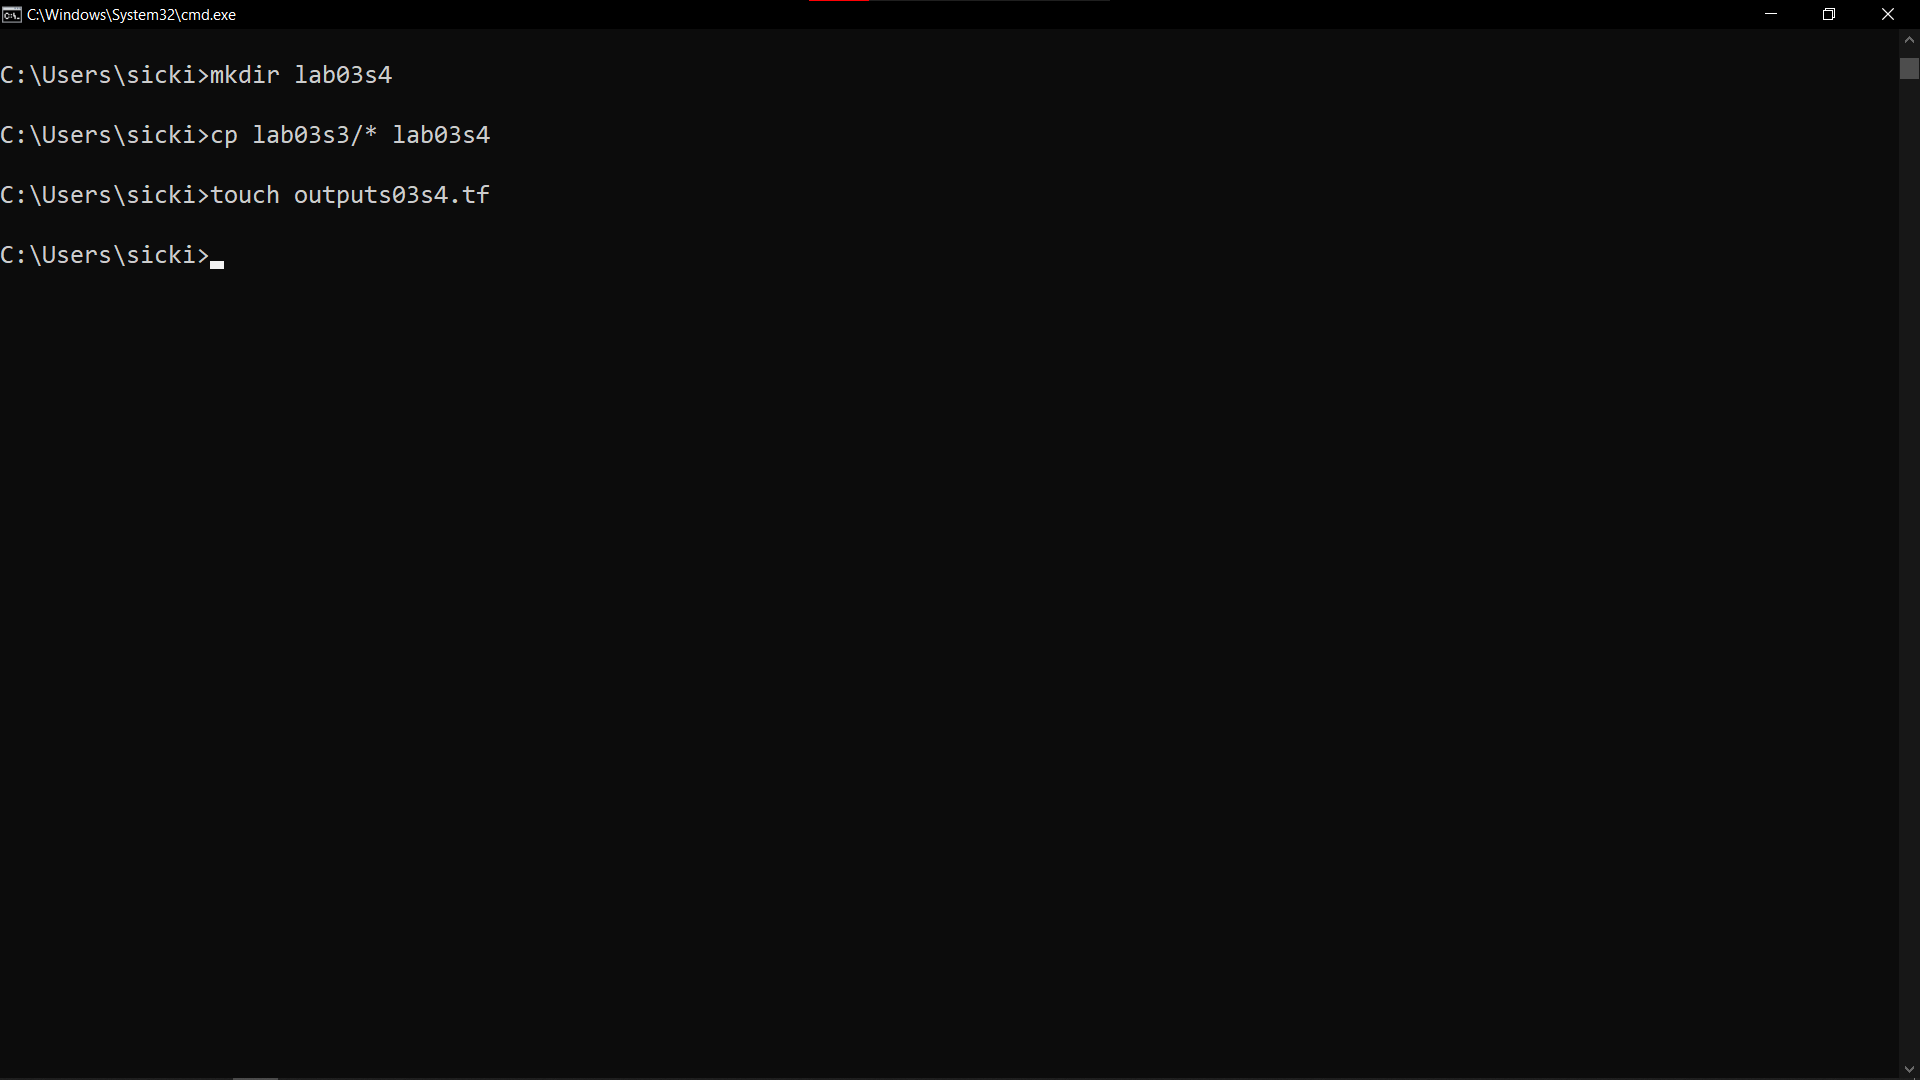 C:\Windows\System32\cmd.exe
C:\Users\sicki>mkdir lab03s4
C:\Users\sicki>cp lab03s3/* lab03s4
C:\Users\sicki>touch outputs03s4.tf
C:\Users\sicki>